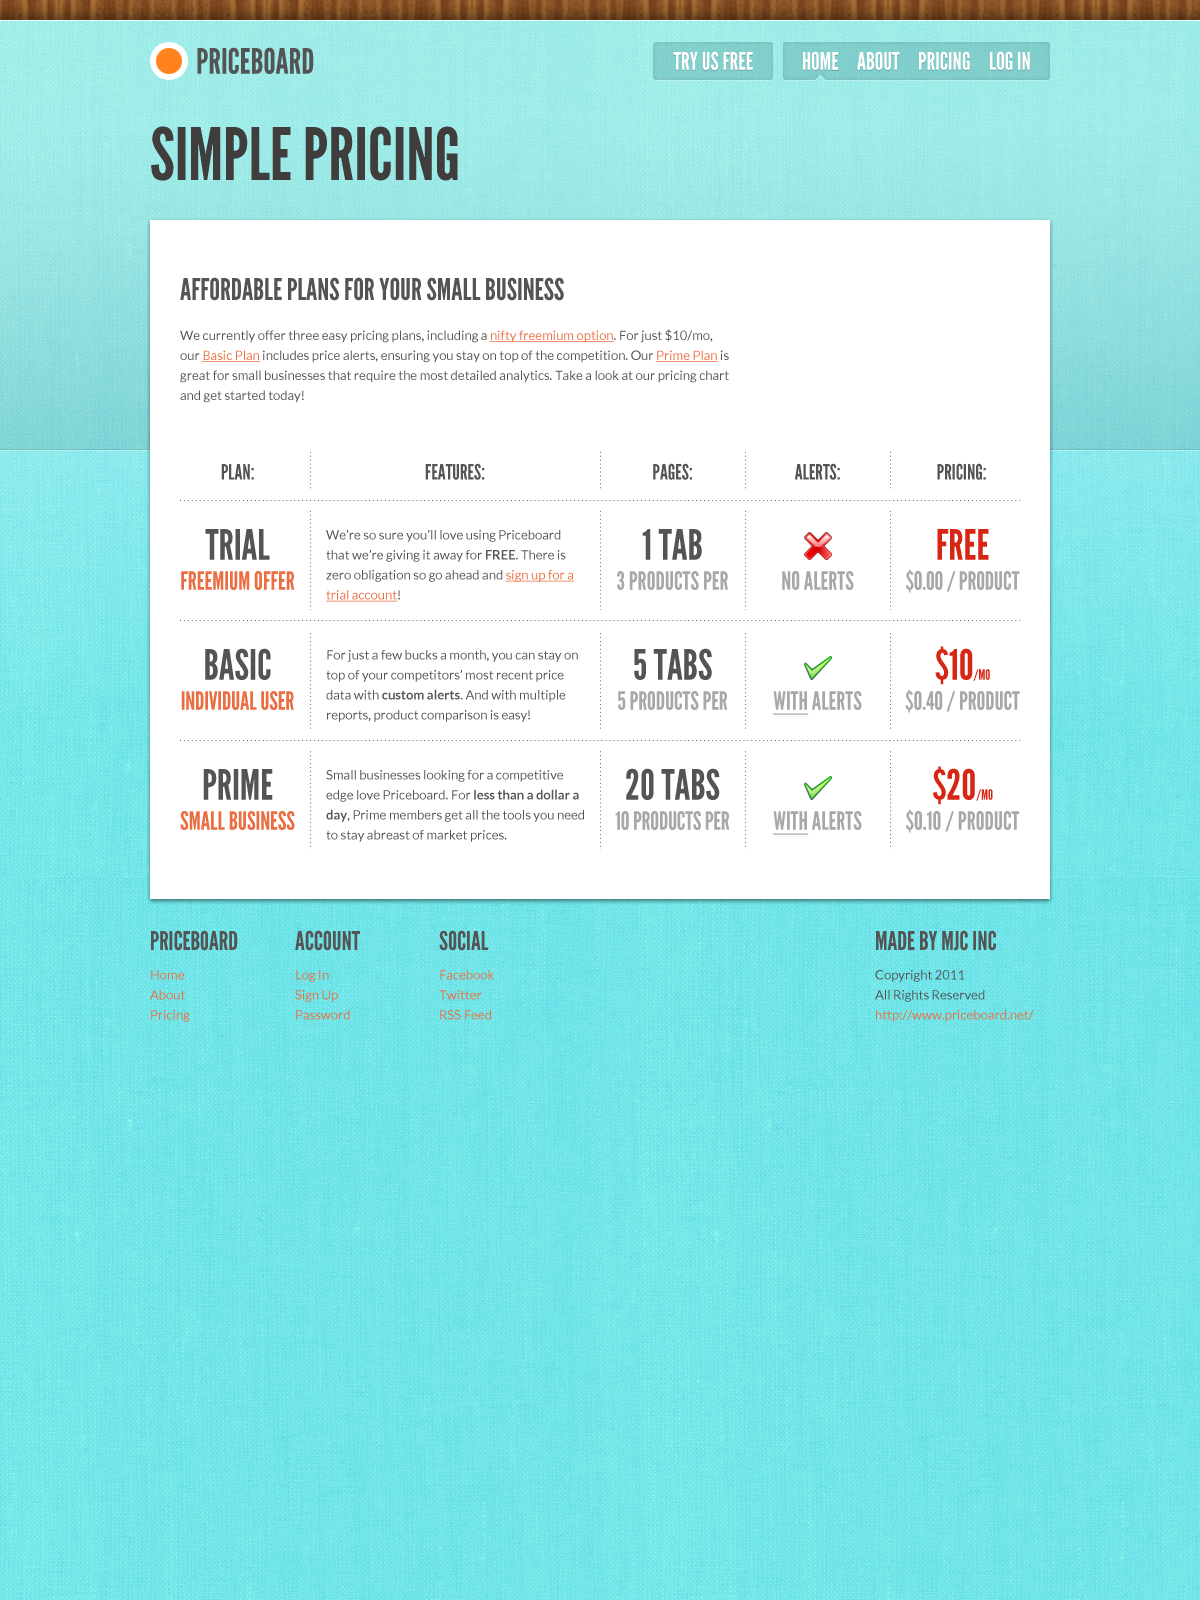 PRICEBOARD
TRY US FREE
HOME ABOUT PRICING LOG IN
SIMPLE PRICING
AFFORDABLE PLANS FOR YOUR SMALL BUSINESS
We currently offer three easy pricing plans, including a nifty freemium option. For just $10/mo,
our Basic Plan includes price alerts, ensuring you stay on top of the competition. Our Prime Plan is
great for small businesses that require the most detailed analytics. Take a look at our pricing chart
and get started today!
PLAN: FEATURES: PAGES: ALERTS: PRICING:
TRIAL
FREEMIUM OFFER
We're so sure you'll love using Priceboard
that we're giving it away for FREE. There is
zero obligation so go ahead and sign up for a
trial account!
1 TAB
3 PRODUCTS PER
NO ALERTS
FREE
$0.00 / PRODUCT
BASIC
INDIVIDUAL USER
For just a few bucks a month, you can stay on
top of your competitors' most recent price
data with custom alerts. And with multiple
reports, product comparison is easy!
5 TABS
5 PRODUCTS PER
WITH ALERTS
$10/MO
$0.40 / PRODUCT
PRIME
SMALL BUSINESS
Small businesses looking for a competitive
edge love Priceboard. For less than a dollar a
day, Prime members get all the tools you need
to stay abreast of market prices.
20 TABS
10 PRODUCTS PER
WITH ALERTS
$20/MO
$0.10 / PRODUCT
PRICEBOARD
Home
About
Pricing
ACCOUNT
Log In
Sign Up
Password
SOCIAL
Facebook
Twitter
RSS Feed
MADE BY MJC INC
Copyright 2011
All Rights Reserved
http://www.priceboard.net/